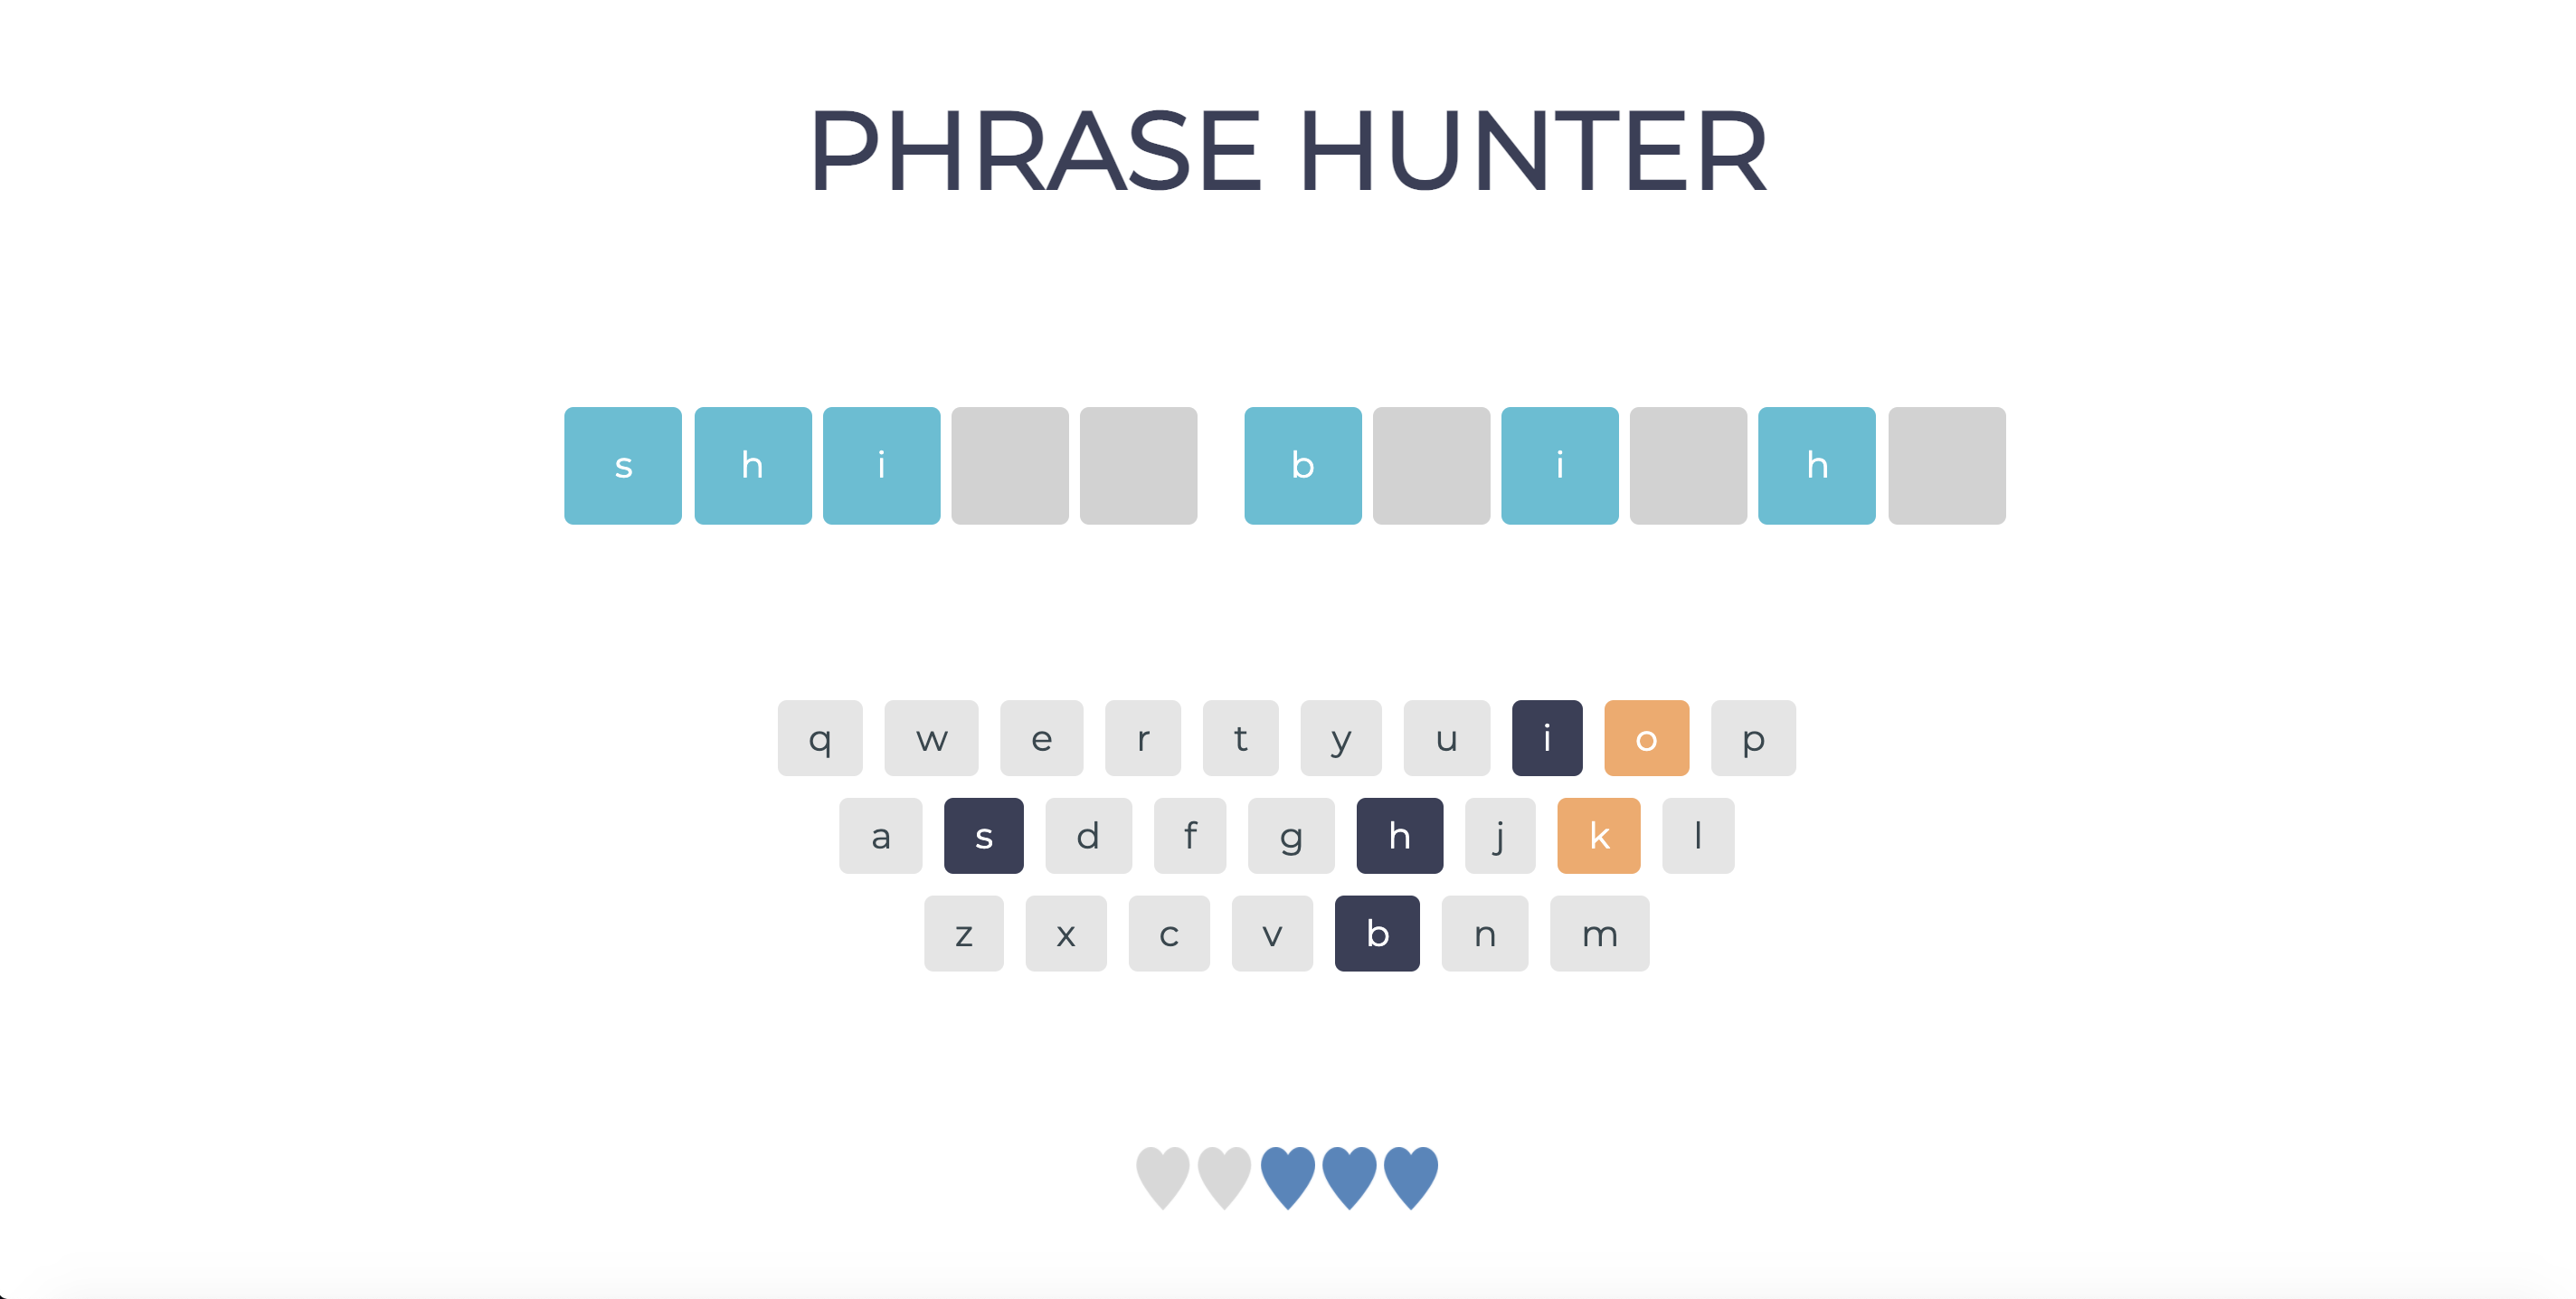 PHRASE HUNTER
s h i b i h
q w e r t y u i o p
a s d f g h j k l
z x c v b n m